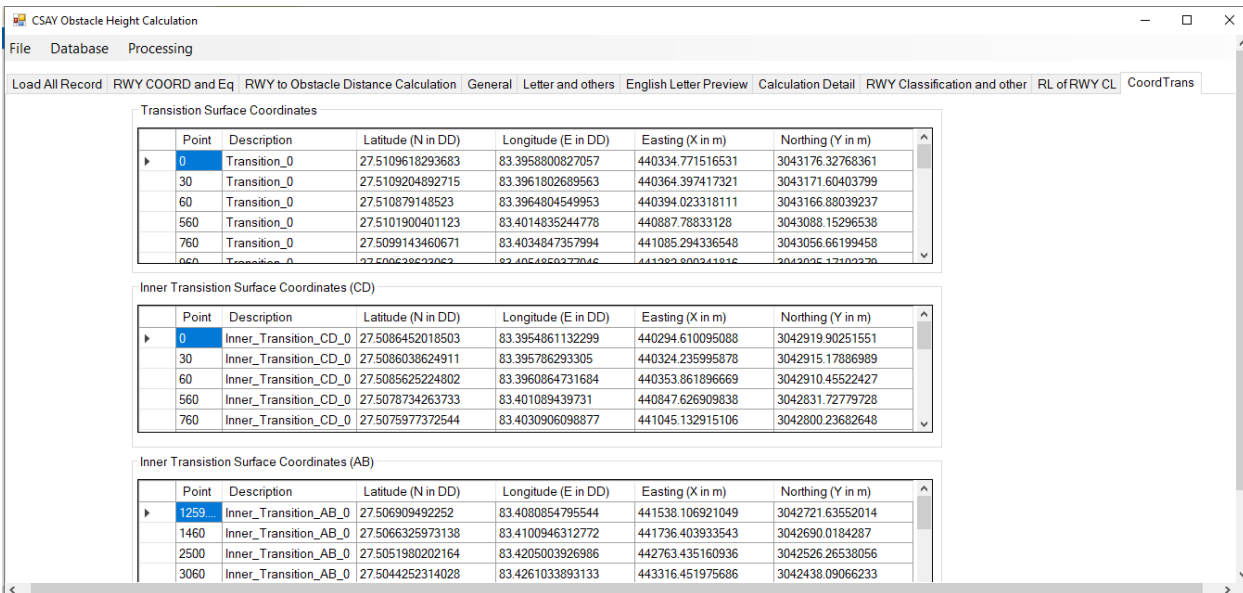 CSAY Obstacle Height Calculation
File Database Processing
Load All Record RWY COORD and Eq RWY to Obstacle Distance Calculation General Letter and others English Letter Preview Calculation Detail RWY Classification and other RL of RWY CL CoordTrans
Transistion Surface Coordinates
Point Description Latitude (N in DD) Longitude (E in DD) Easting (X in m) Northing (Y in m)
0 Transition_0 27.5109618293683 83.3958800827057 440334.771516531 3043176.32768361
30 Transition_0 27.5109204892715 83.3961802689563 440364.397417321 3043171.60403799
60 Transition_0 27.510879148523 83.3964804549953 440394.023318111 3043166.88039237
560 Transition_0 27.5101900401123 83.4014835244778 440887.78833128 3043088.15296538
760 Transition_0 27.5099143460671 83.4034847357994 441085.294336548 3043056.66199458
960 Transition_0 27.509638623063 83.4054859377046 441282.800341816 3043025.17102379
Inner Transistion Surface Coordinates (CD)
Point Description Latitude (N in DD) Longitude (E in DD) Easting (X in m) Northing (Y in m)
0 Inner_Transition_CD_0 27.5086452018503 83.3954861132299 440294.610095088 3042919.90251551
30 Inner_Transition_CD_0 27.5086038624911 83.395786293305 440324.235995878 3042915.17886989
60 Inner_Transition_CD_0 27.5085625224802 83.3960864731684 440353.861896669 3042910.45522427
560 Inner_Transition_CD_0 27.5078734263733 83.401089439731 440847.626909838 3042831.72779728
760 Inner_Transition_CD_0 27.5075977372544 83.4030906098877 441045.132915106 3042800.23682648
Inner Transistion Surface Coordinates (AB)
Point Description Latitude (N in DD) Longitude (E in DD) Easting (X in m) Northing (Y in m)
1259.... Inner_Transition_AB_0 27.506909492252 83.4080854795544 441538.106921049 3042721.63552014
1460 Inner_Transition_AB_0 27.5066325973138 83.4100946312772 441736.403933543 3042690.0184287
2500 Inner_Transition_AB_0 27.5051980202164 83.4205003926986 442763.435160936 3042526.26538056
3060 Inner_Transition_AB_0 27.5044252314028 83.4261033893133 443316.451975686 3042438.09066233